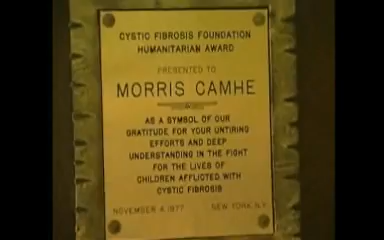 CYSTIC FIBROSIS FOUNDATION
HUMANITARIAN AWARD
PRESENTED TO
MORRIS CAMHE
AS A SYMBOL OF OUR
GRATITUDE FOR YOUR UNTIRING
EFFORTS AND DEEP
UNDERSTANDING IN THE FIGHT
FOR THE LIVES OF
CHILDREN AFFLICTED WITH
CYSTIC FIBROSIS
NOVEMBER 4, 1977 NEW YORK, N.Y.